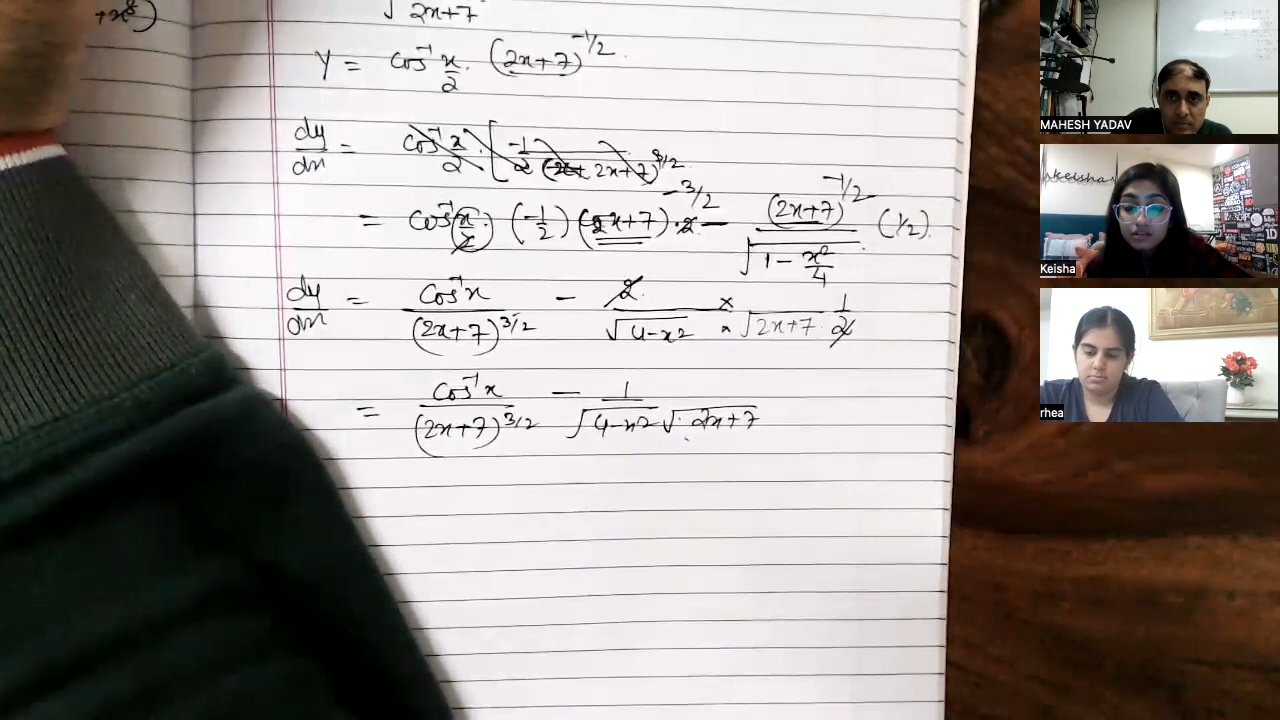 +x⁸)
√2x+7
y = cos⁻¹ x/2 · (2x+7)^-1/2
dy/dx = cos⁻¹ x/2 · [ -1/2 (2x+ 2x+7)^3/2
= cos⁻¹(x/2) (-1/2) (2x+7)^-3/2 · 2 - (2x+7)^-1/2 / √(1 - x²/4) (1/2)
dy/dx = cos⁻¹x / (2x+7)^3/2 - 2 / √(4-x²) × √(2x+7) 1/2
= cos⁻¹x / (2x+7)^3/2 - 1 / √(4-x²) √(2x+7)
MAHESH YADAV
keisha
Keisha
rhea